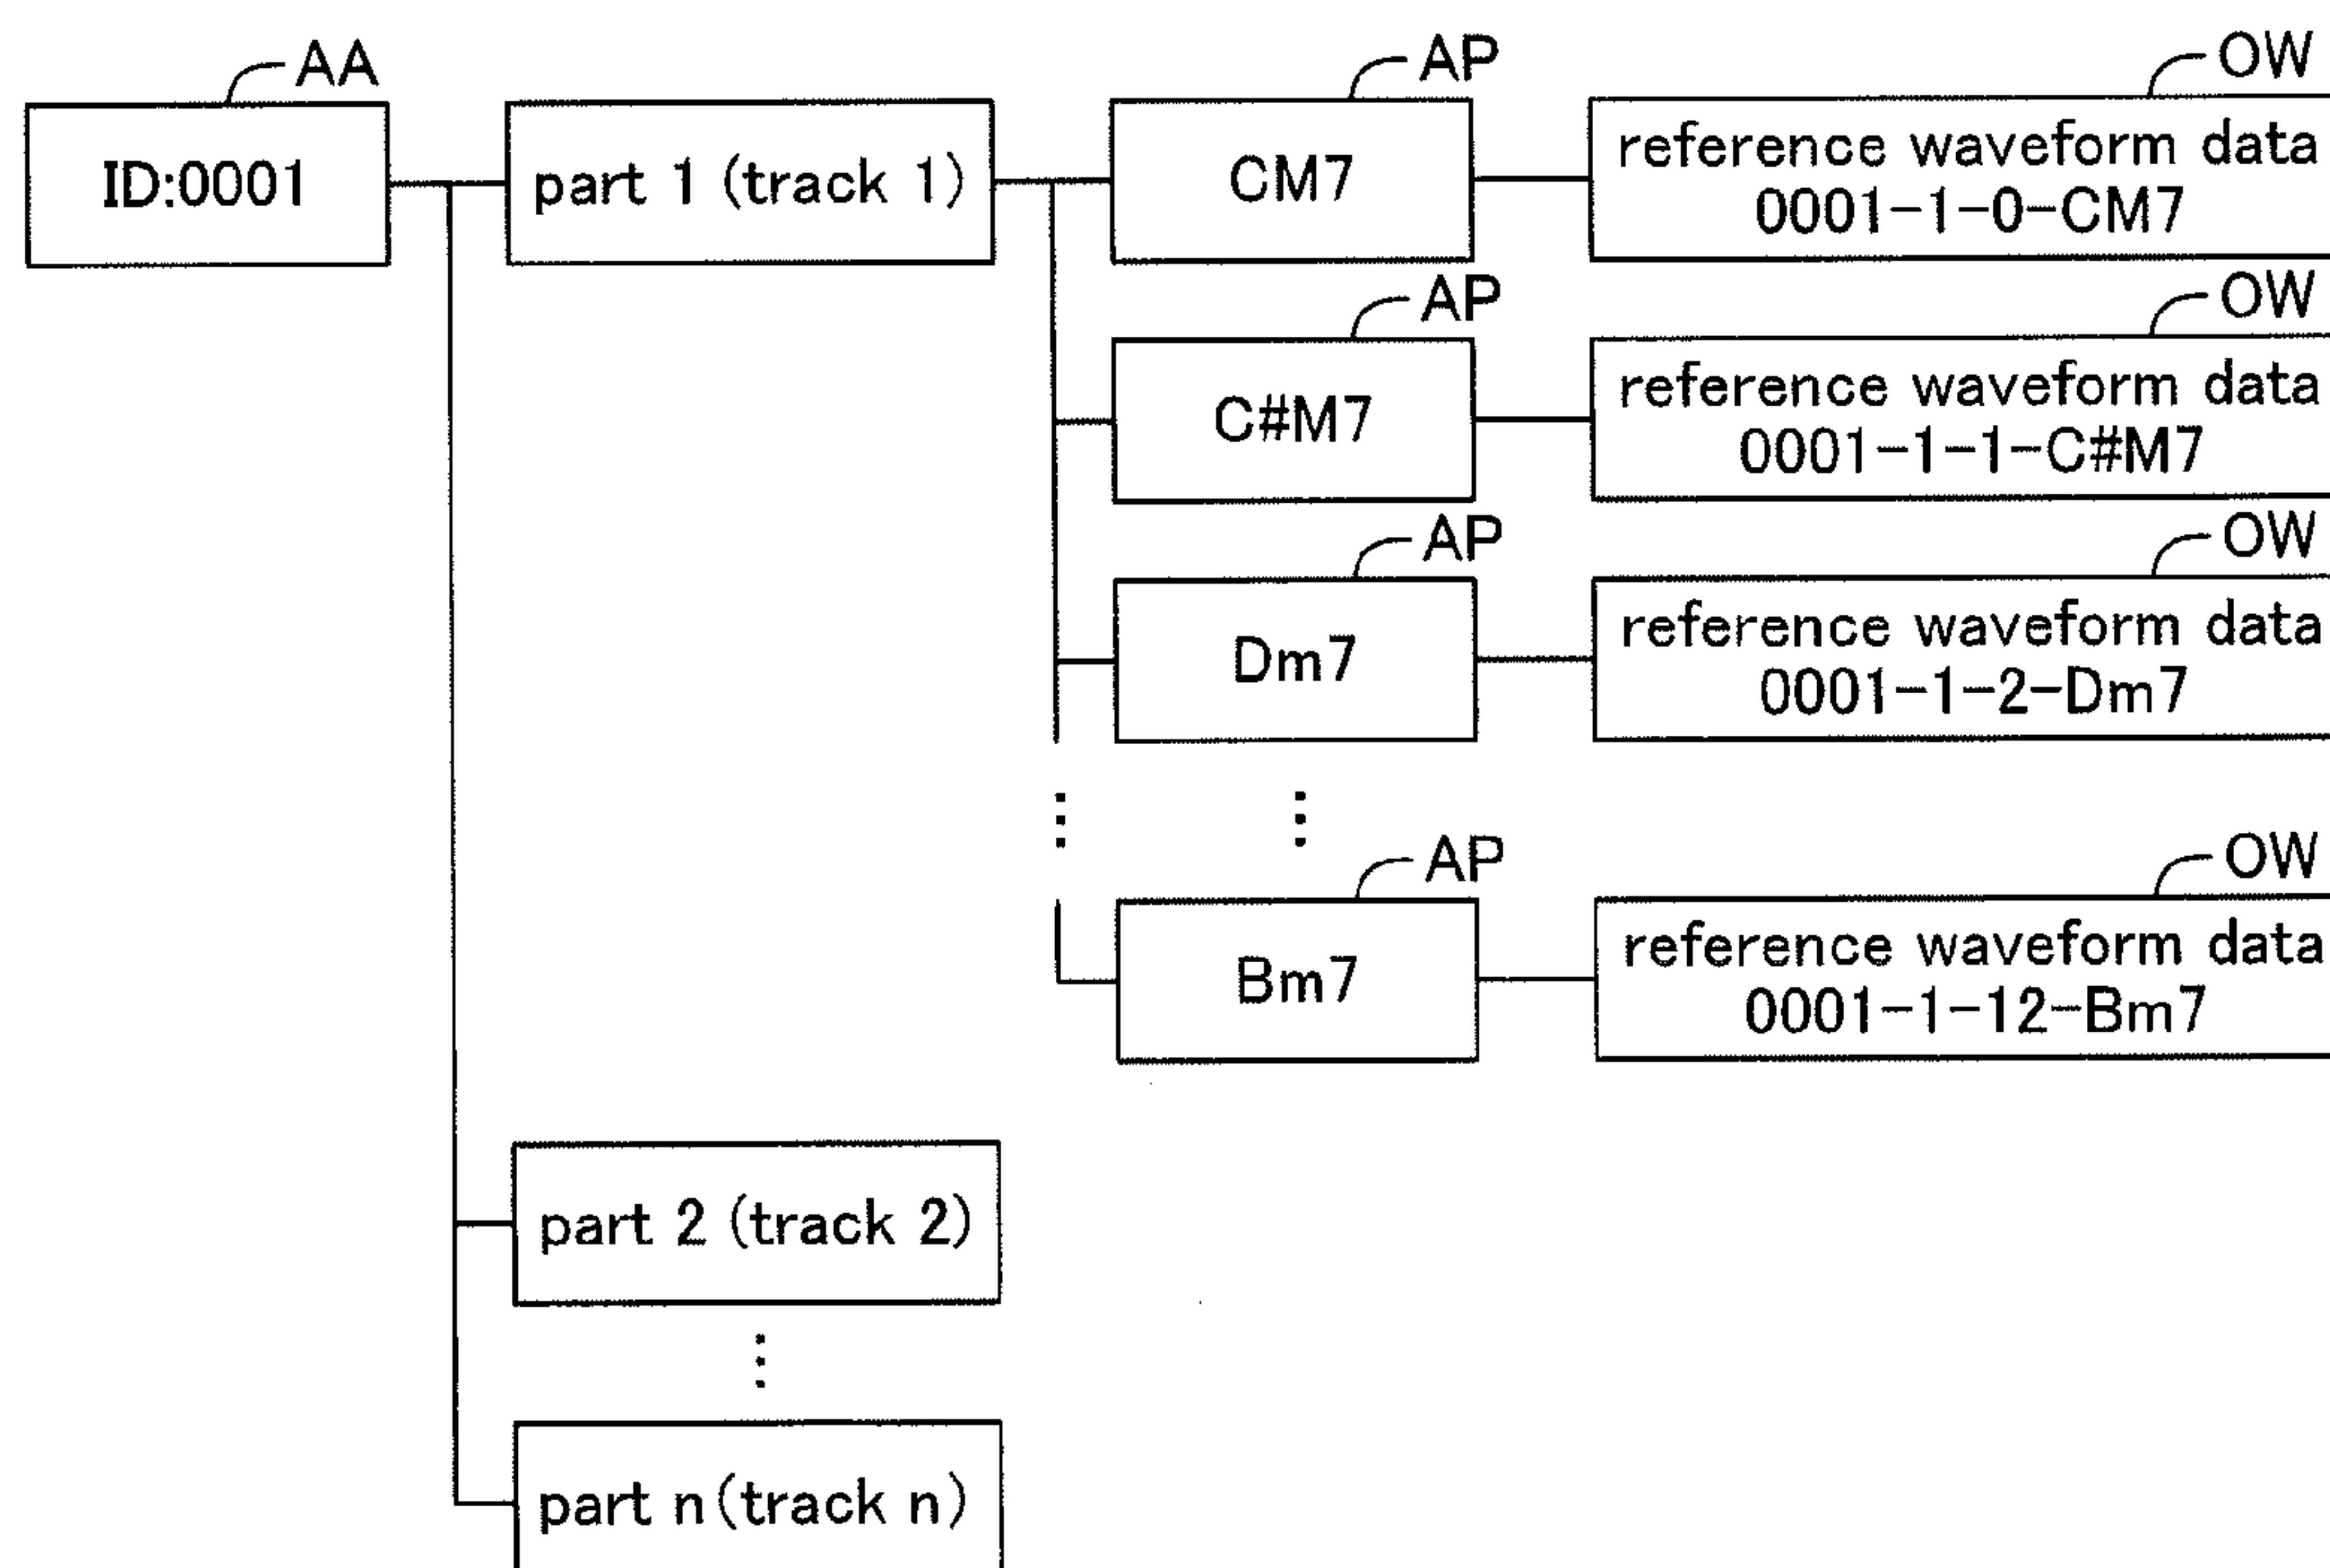 AA
AP
OW
ID:0001
part 1 (track 1)
CM7
reference waveform data
0001-1-0-CM7
AP
OW
C#M7
reference waveform data
0001-1-1-C#M7
AP
OW
Dm7
reference waveform data
0001-1-2-Dm7
AP
OW
Bm7
reference waveform data
0001-1-12-Bm7
part 2 (track 2)
part n(track n)